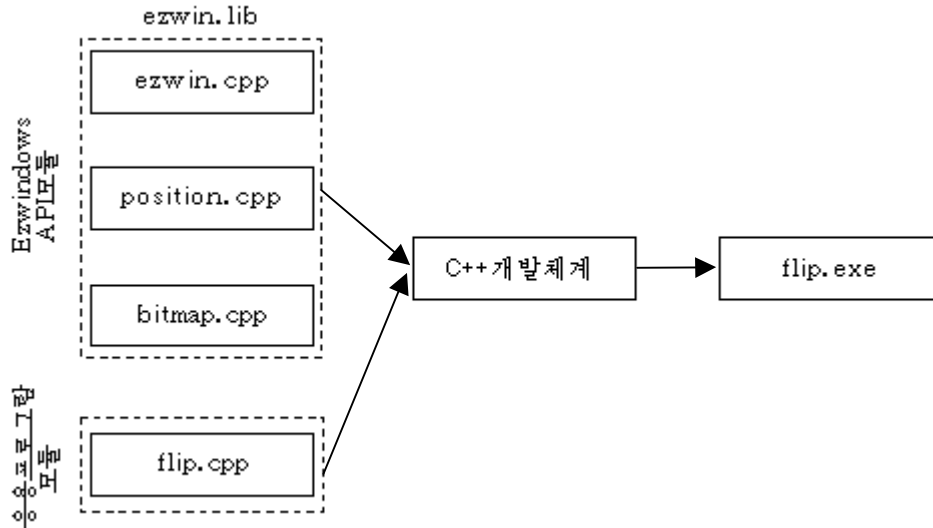 ezwin.lib
ezwin.cpp
Ezwindows
API모듈
position.cpp
bitmap.cpp
C++개발체계
flip.exe
응용프로그람
모듈
flip.cpp